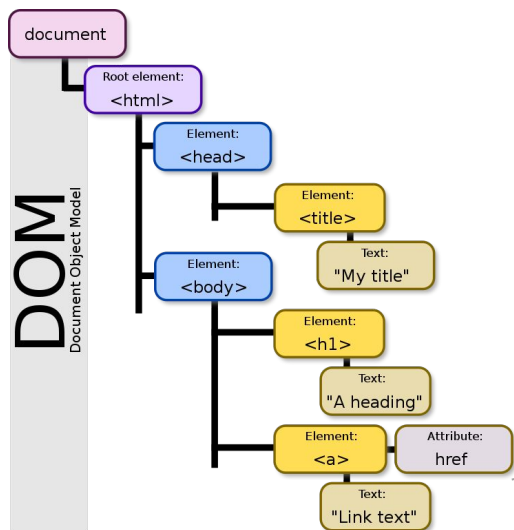 document
Root element:
<html>
Element:
<head>
Element:
<title>
Text:
"My title"
Element:
<body>
Element:
<h1>
Text:
"A heading"
Element:
<a>
Attribute:
href
Text:
"Link text"
DOM
Document Object Model